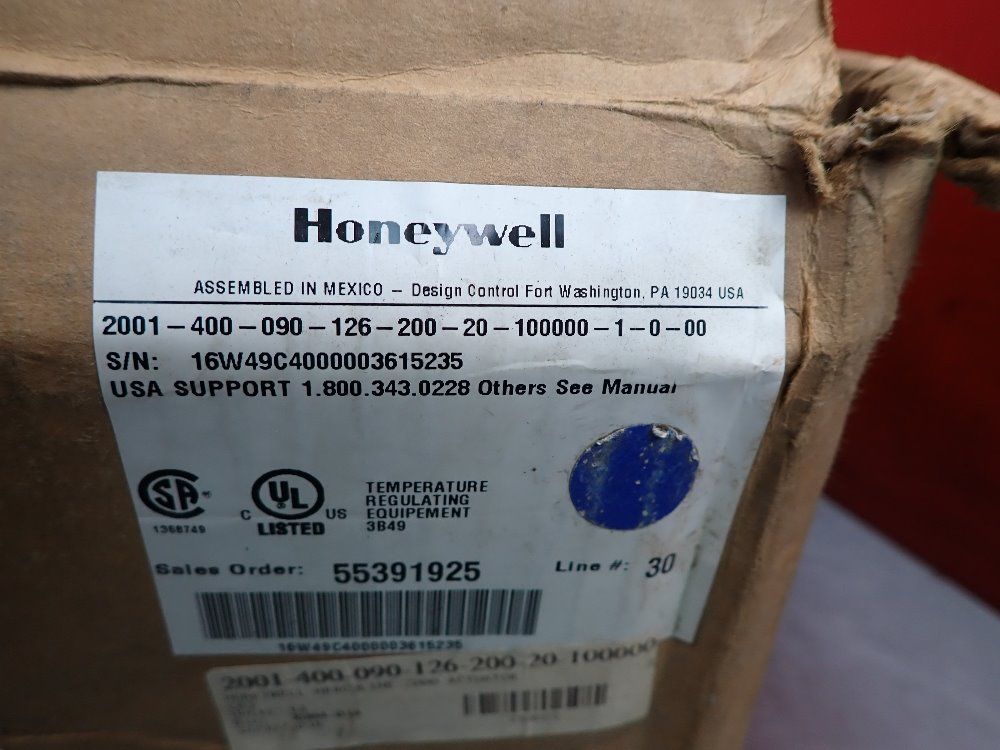 Honeywell
ASSEMBLED IN MEXICO – Design Control Fort Washington, PA 19034 USA
2001-400-090-126-200-20-100000-1-0-00
S/N: 16W49C4000003615235
USA SUPPORT 1.800.343.0228 Others See Manual
SA
1368749
C UL US
LISTED
TEMPERATURE
REGULATING
EQUIPEMENT
3B49
Sales Order: 55391925 Line #: 30
16W49C4000003615235
2001-400-090-126-200-20-100000